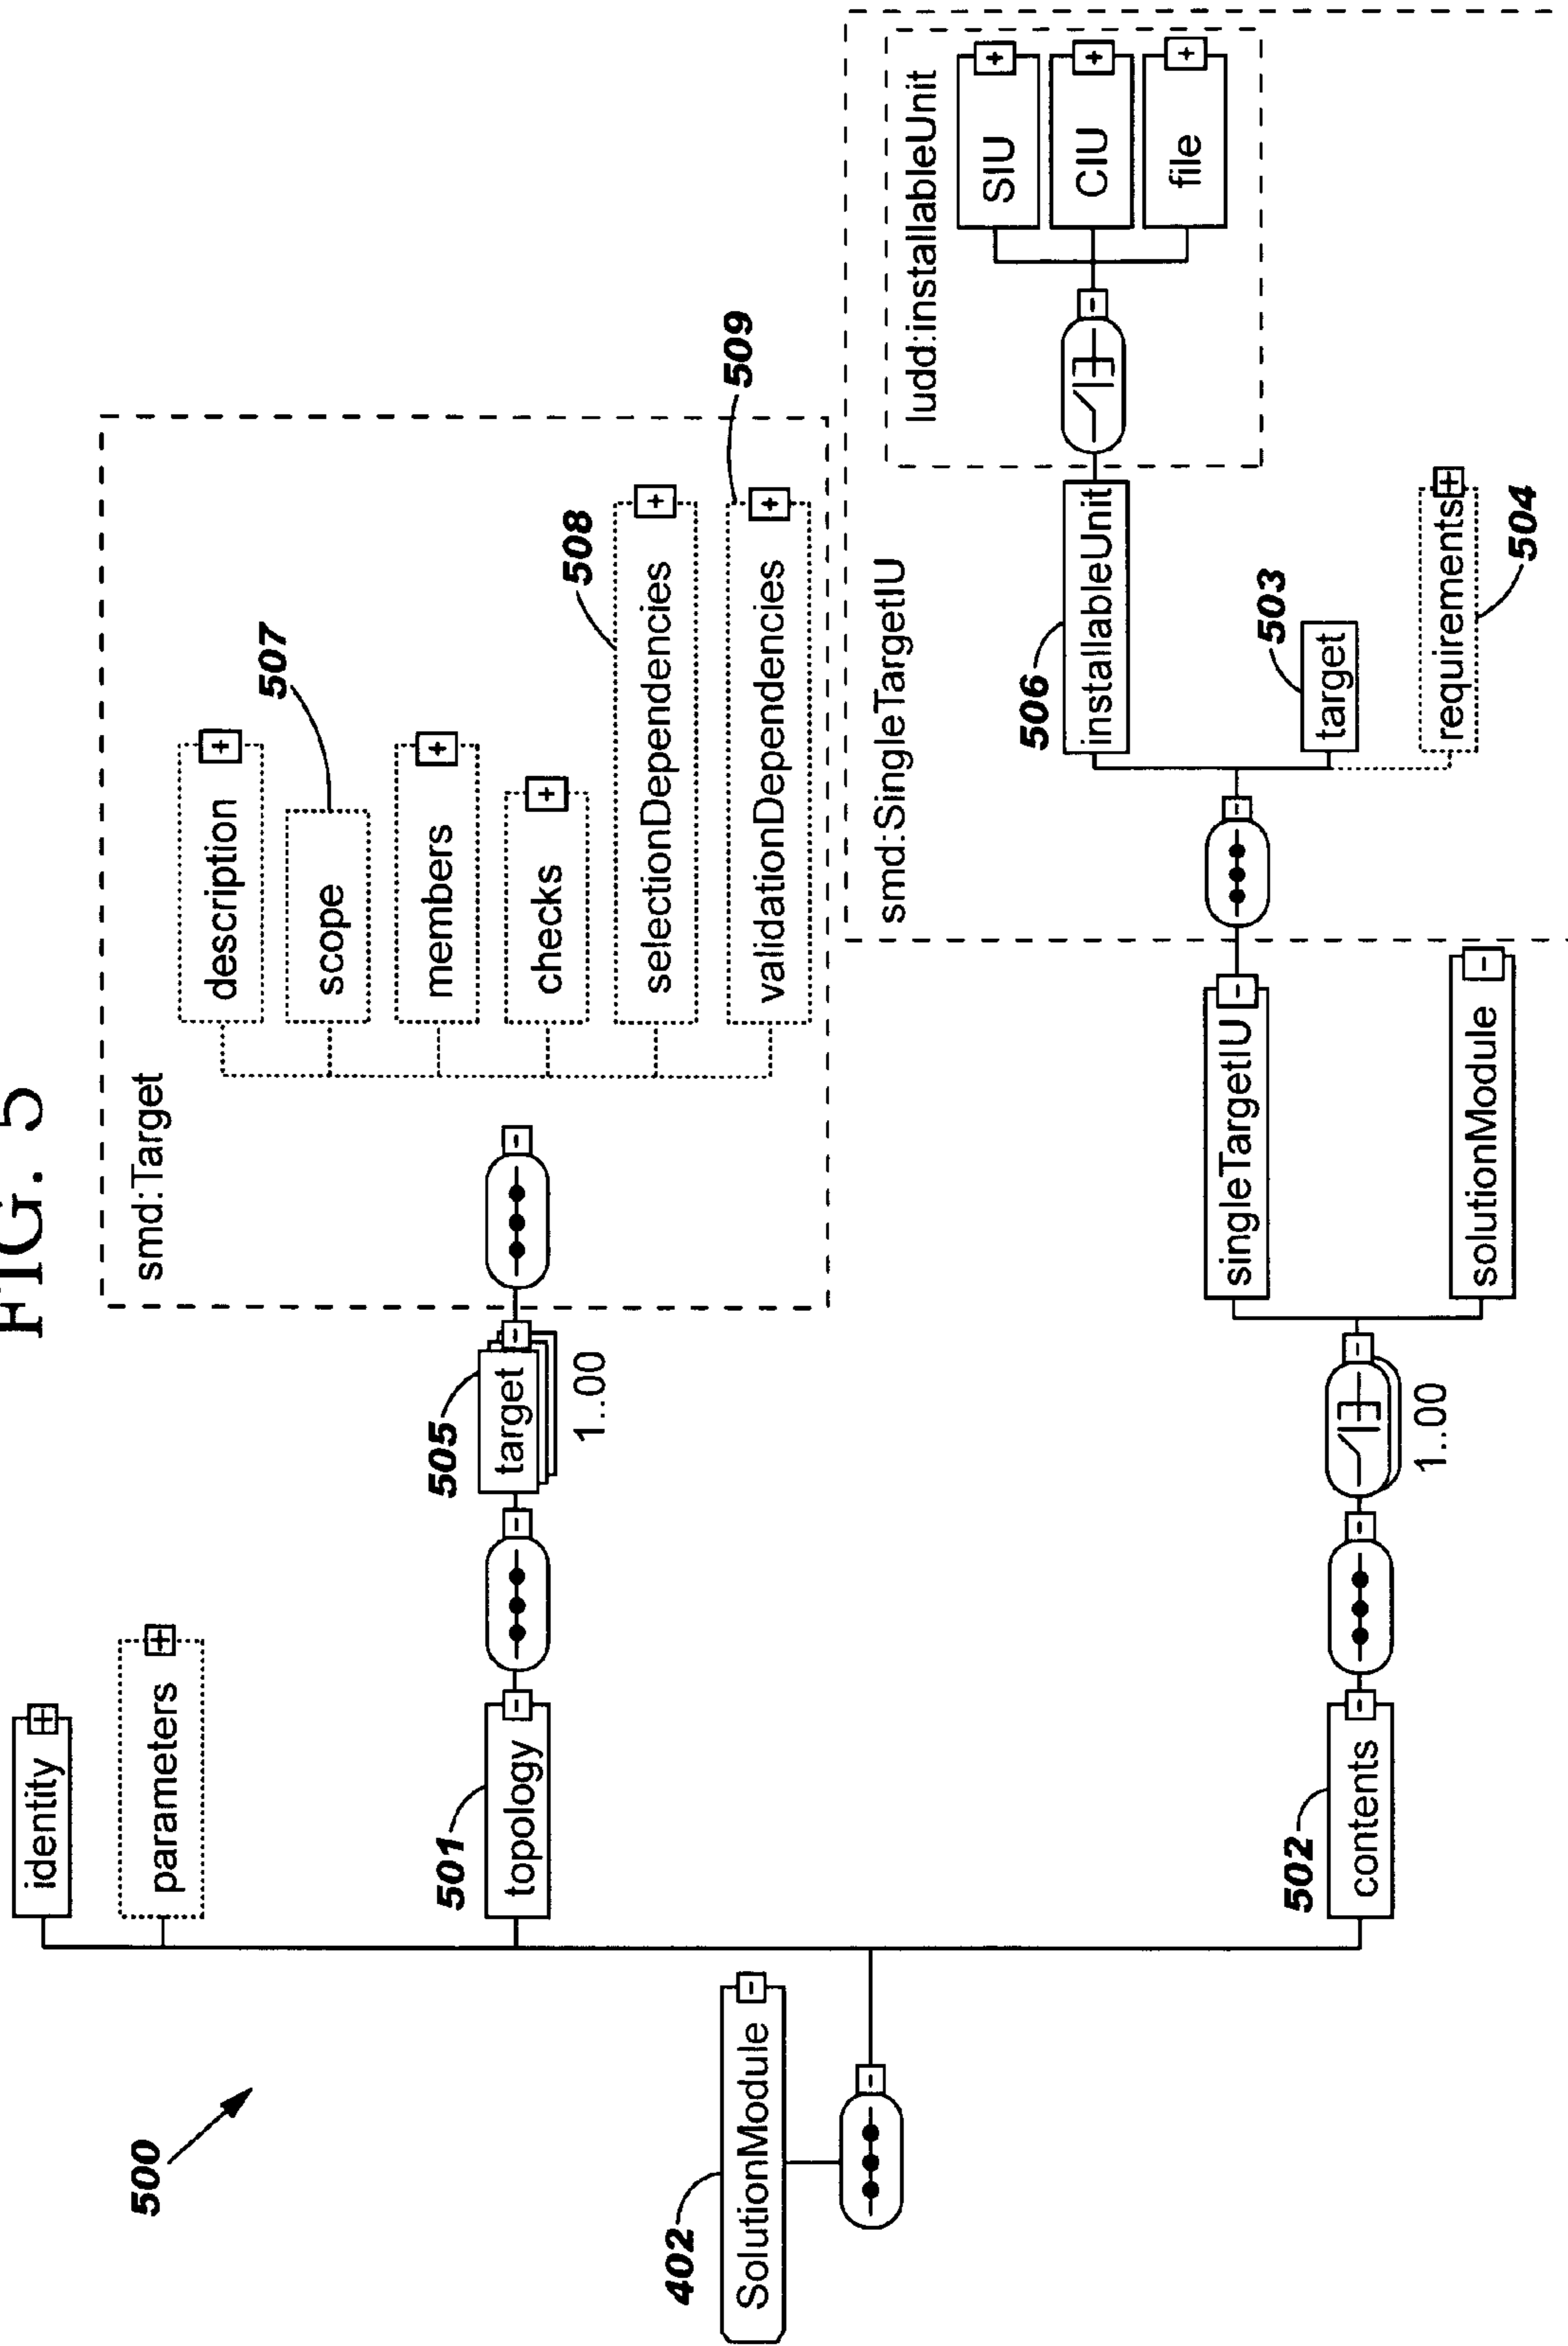 FIG. 5
500
402
SolutionModule
identity
parameters
501
topology
505
target
1..00
smd:Target
description
scope
507
members
checks
selectionDependencies
508
validationDependencies
509
502
contents
1..00
singleTargetIU
solutionModule
smd:SingleTargetIU
506
installableUnit
503
target
requirements
504
Iudd:installableUnit
SIU
CIU
file